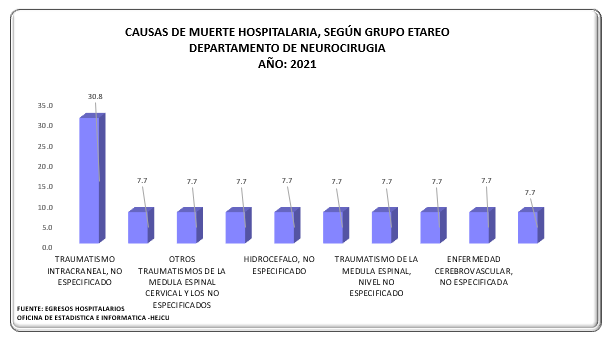 CAUSAS DE MUERTE HOSPITALARIA, SEGÚN GRUPO ETAREO
DEPARTAMENTO DE NEUROCIRUGIA
AÑO: 2021
35.0
30.0
25.0
20.0
15.0
10.0
5.0
0.0
30.8
7.7
7.7
7.7
7.7
7.7
7.7
7.7
7.7
7.7
TRAUMATISMO
INTRACRANEAL, NO
ESPECIFICADO
OTROS
TRAUMATISMOS DE LA
MEDULA ESPINAL
CERVICAL Y LOS NO
ESPECIFICADOS
HIDROCEFALO, NO
ESPECIFICADO
TRAUMATISMO DE LA
MEDULA ESPINAL,
NIVEL NO
ESPECIFICADO
ENFERMEDAD
CEREBROVASCULAR,
NO ESPECIFICADA
FUENTE: EGRESOS HOSPITALARIOS
OFICINA DE ESTADISTICA E INFORMATICA -HEJCU